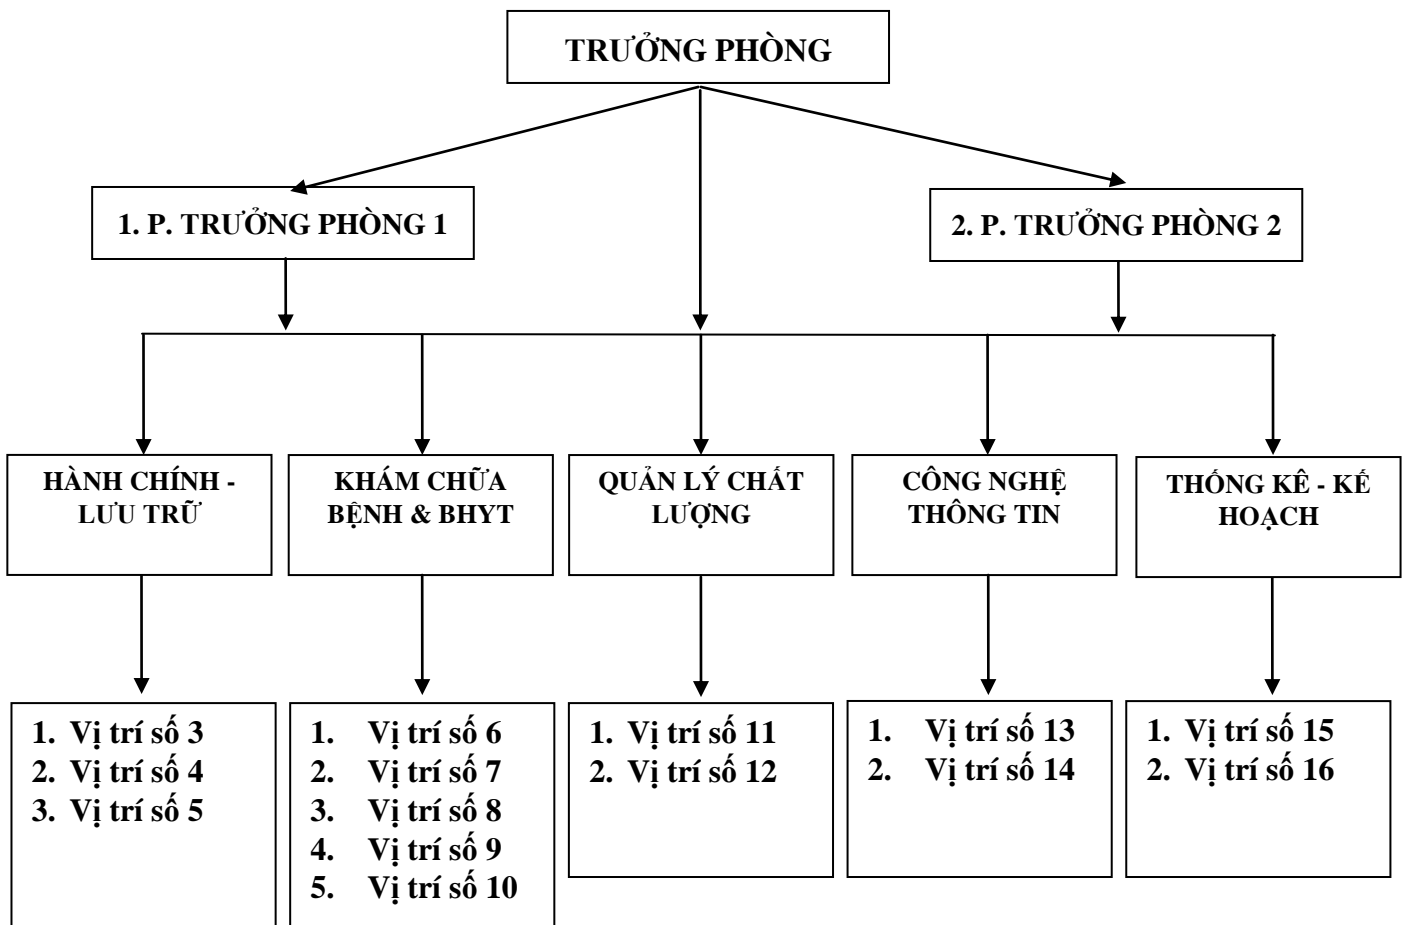 TRƯỞNG PHÒNG
1. P. TRƯỞNG PHÒNG 1
2. P. TRƯỞNG PHÒNG 2
HÀNH CHÍNH -
LƯU TRỮ
KHÁM CHỮA
BỆNH & BHYT
QUẢN LÝ CHẤT
LƯỢNG
CÔNG NGHỆ
THÔNG TIN
THỐNG KÊ - KẾ
HOẠCH
1. Vị trí số 3
2. Vị trí số 4
3. Vị trí số 5
1. Vị trí số 6
2. Vị trí số 7
3. Vị trí số 8
4. Vị trí số 9
5. Vị trí số 10
1. Vị trí số 11
2. Vị trí số 12
1. Vị trí số 13
2. Vị trí số 14
1. Vị trí số 15
2. Vị trí số 16